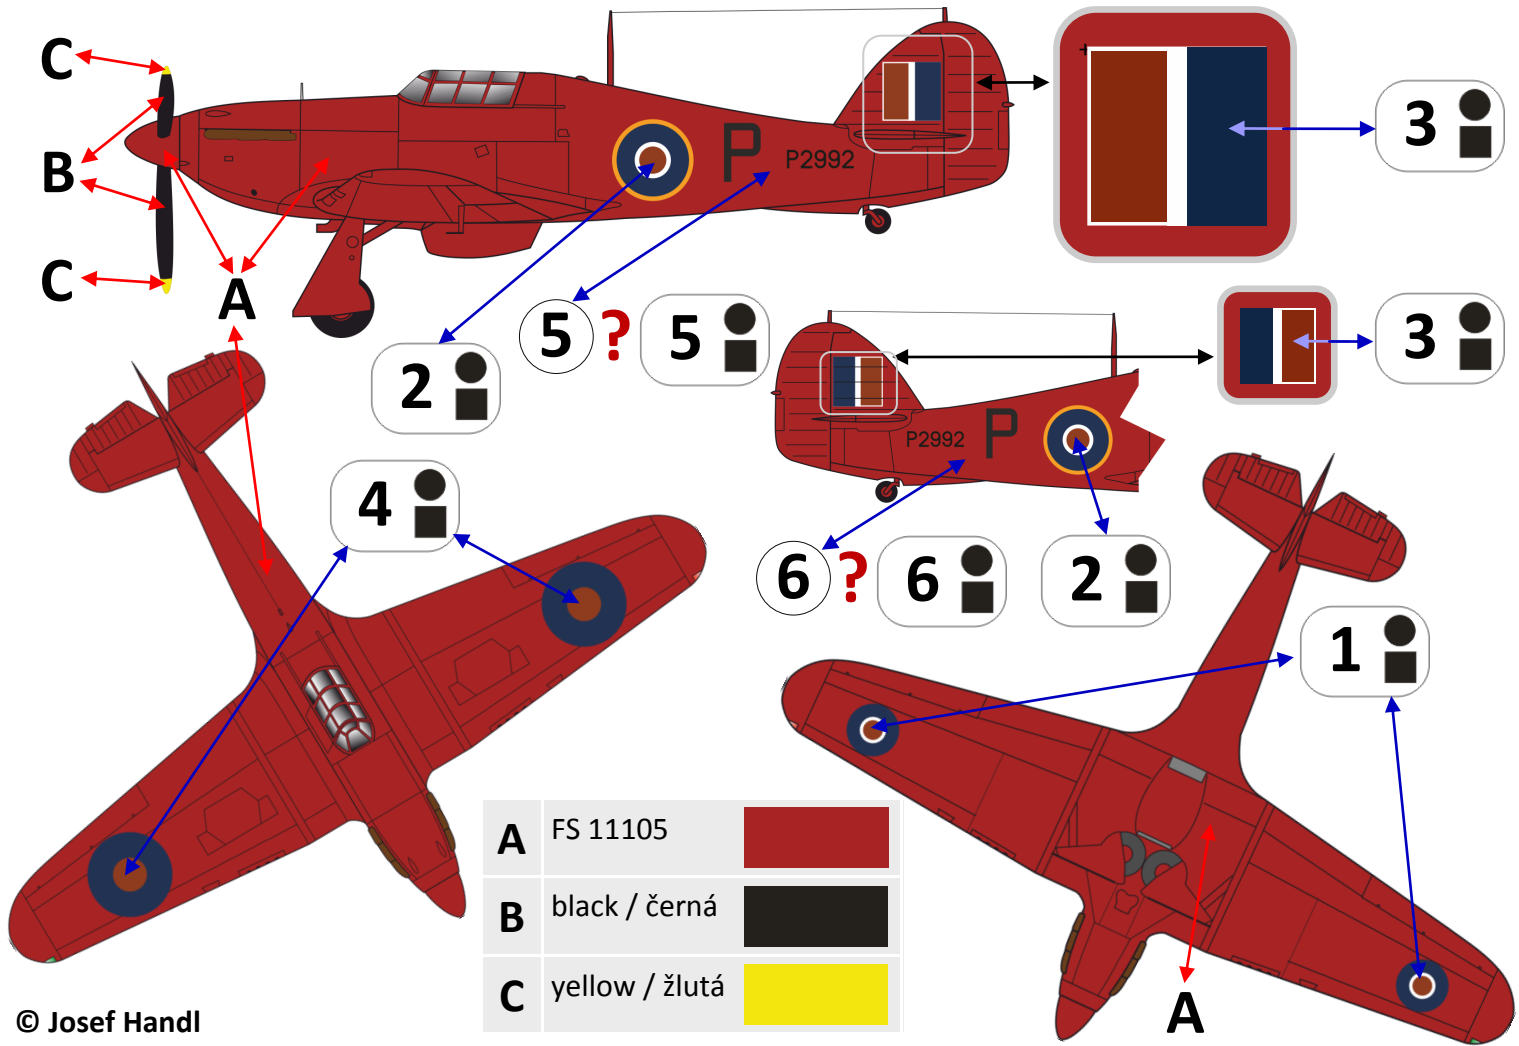 C
B
C
A
P
P2992
3
5
?
5
2
3
4
P2992
P
6
?
6
2
1
A FS 11105
B black / černá
C yellow / žlutá
A
© Josef Handl